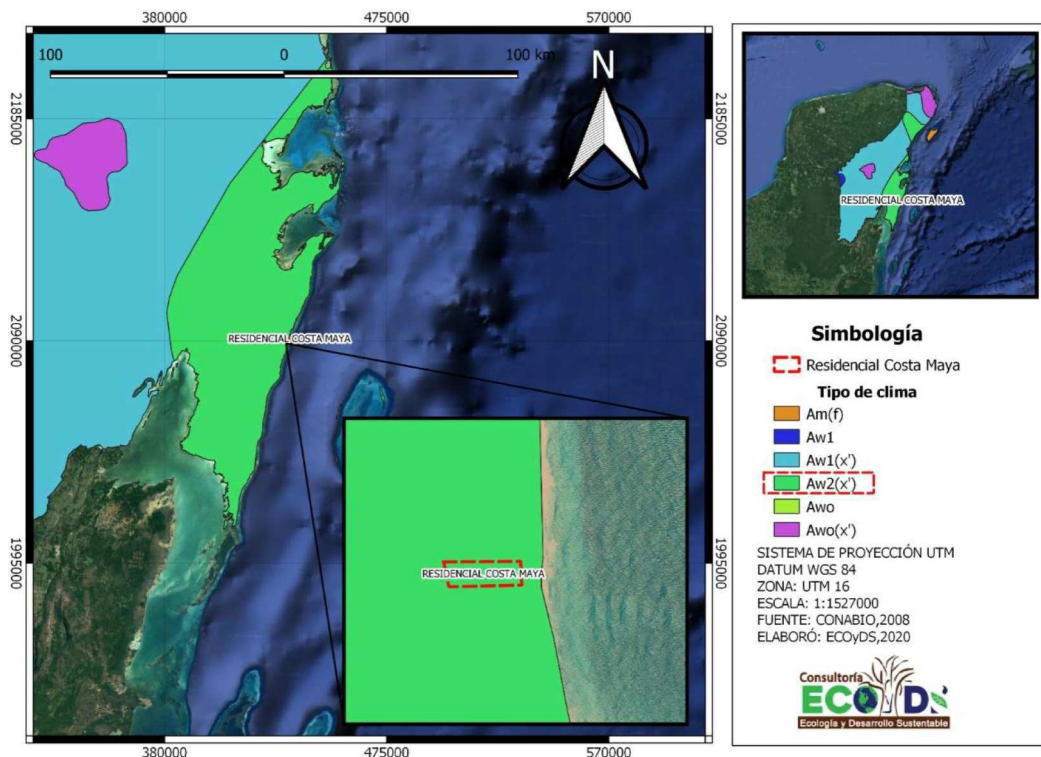 380000
475000
570000
100
0
100 km
N
2185000
2185000
RESIDENCIAL COSTA MAYA
2090000
2090000
RESIDENCIAL COSTA MAYA
1995000
1995000
RESIDENCIAL COSTA MAYA
380000
475000
570000
Simbología
Residencial Costa Maya
Tipo de clima
Am(f)
Aw1
Aw1(x')
Aw2(x')
Awo
Awo(x')
SISTEMA DE PROYECCIÓN UTM
DATUM WGS 84
ZONA: UTM 16
ESCALA: 1:1527000
FUENTE: CONABIO,2008
ELABORÓ: ECOyDS,2020
Consultoría
ECOyDS
Ecología y Desarrollo Sustentable